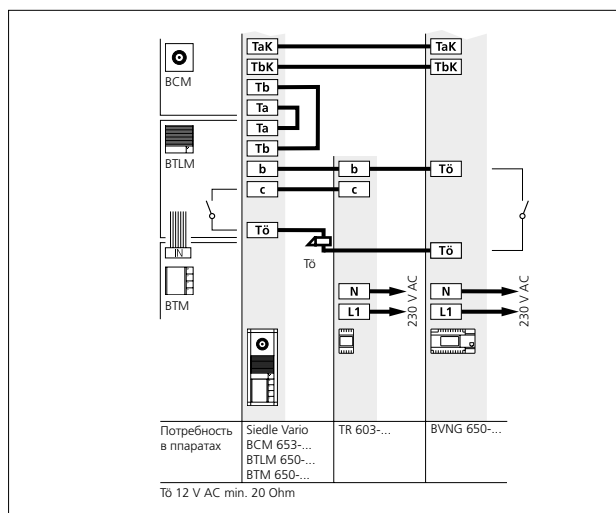 TaK TaK
BCM TbK TbK
Tb
Ta
Ta
BTLM Tb
b b Tö
c c
Tö Tö
IN Tö
BTM N 230 V AC N 230 V AC
L1 L1
Потребность Siedle Vario TR 603-... BVNG 650-...
в ппаратах BCM 653-...
BTLM 650-...
BTM 650-...
Tö 12 V AC min. 20 Ohm